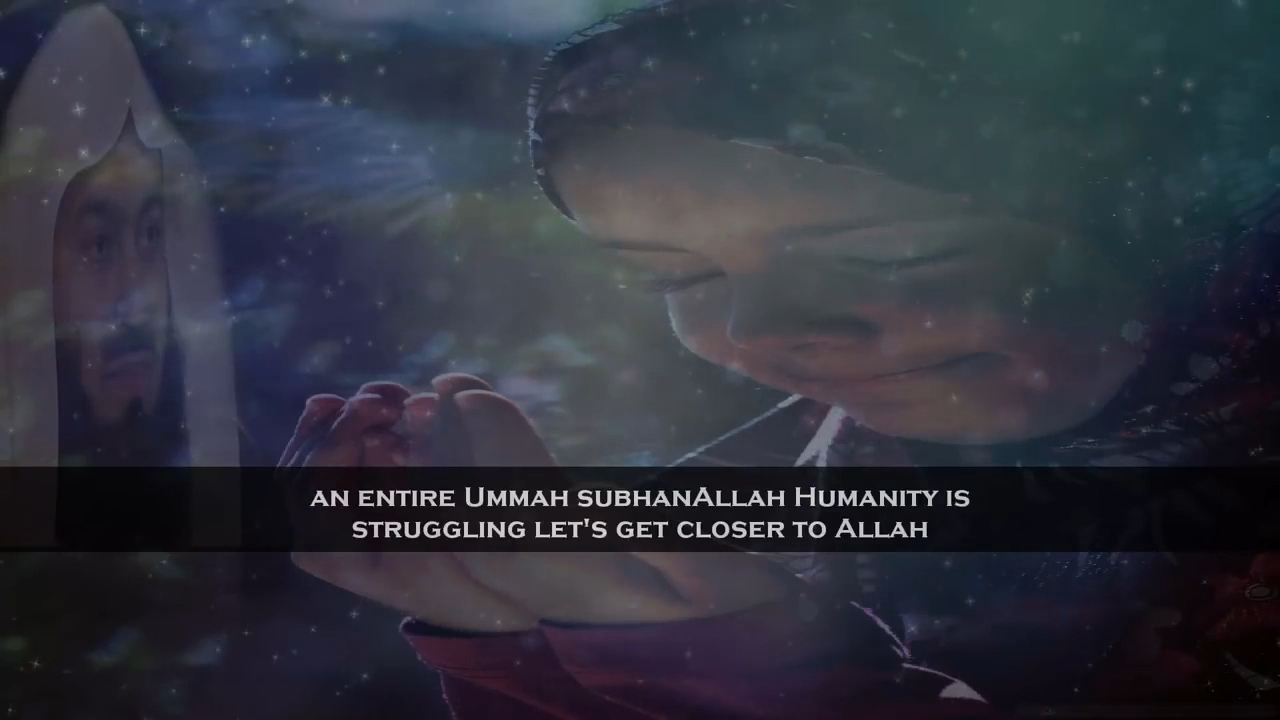 an entire Ummah subhanAllah Humanity is
struggling let's get closer to Allah